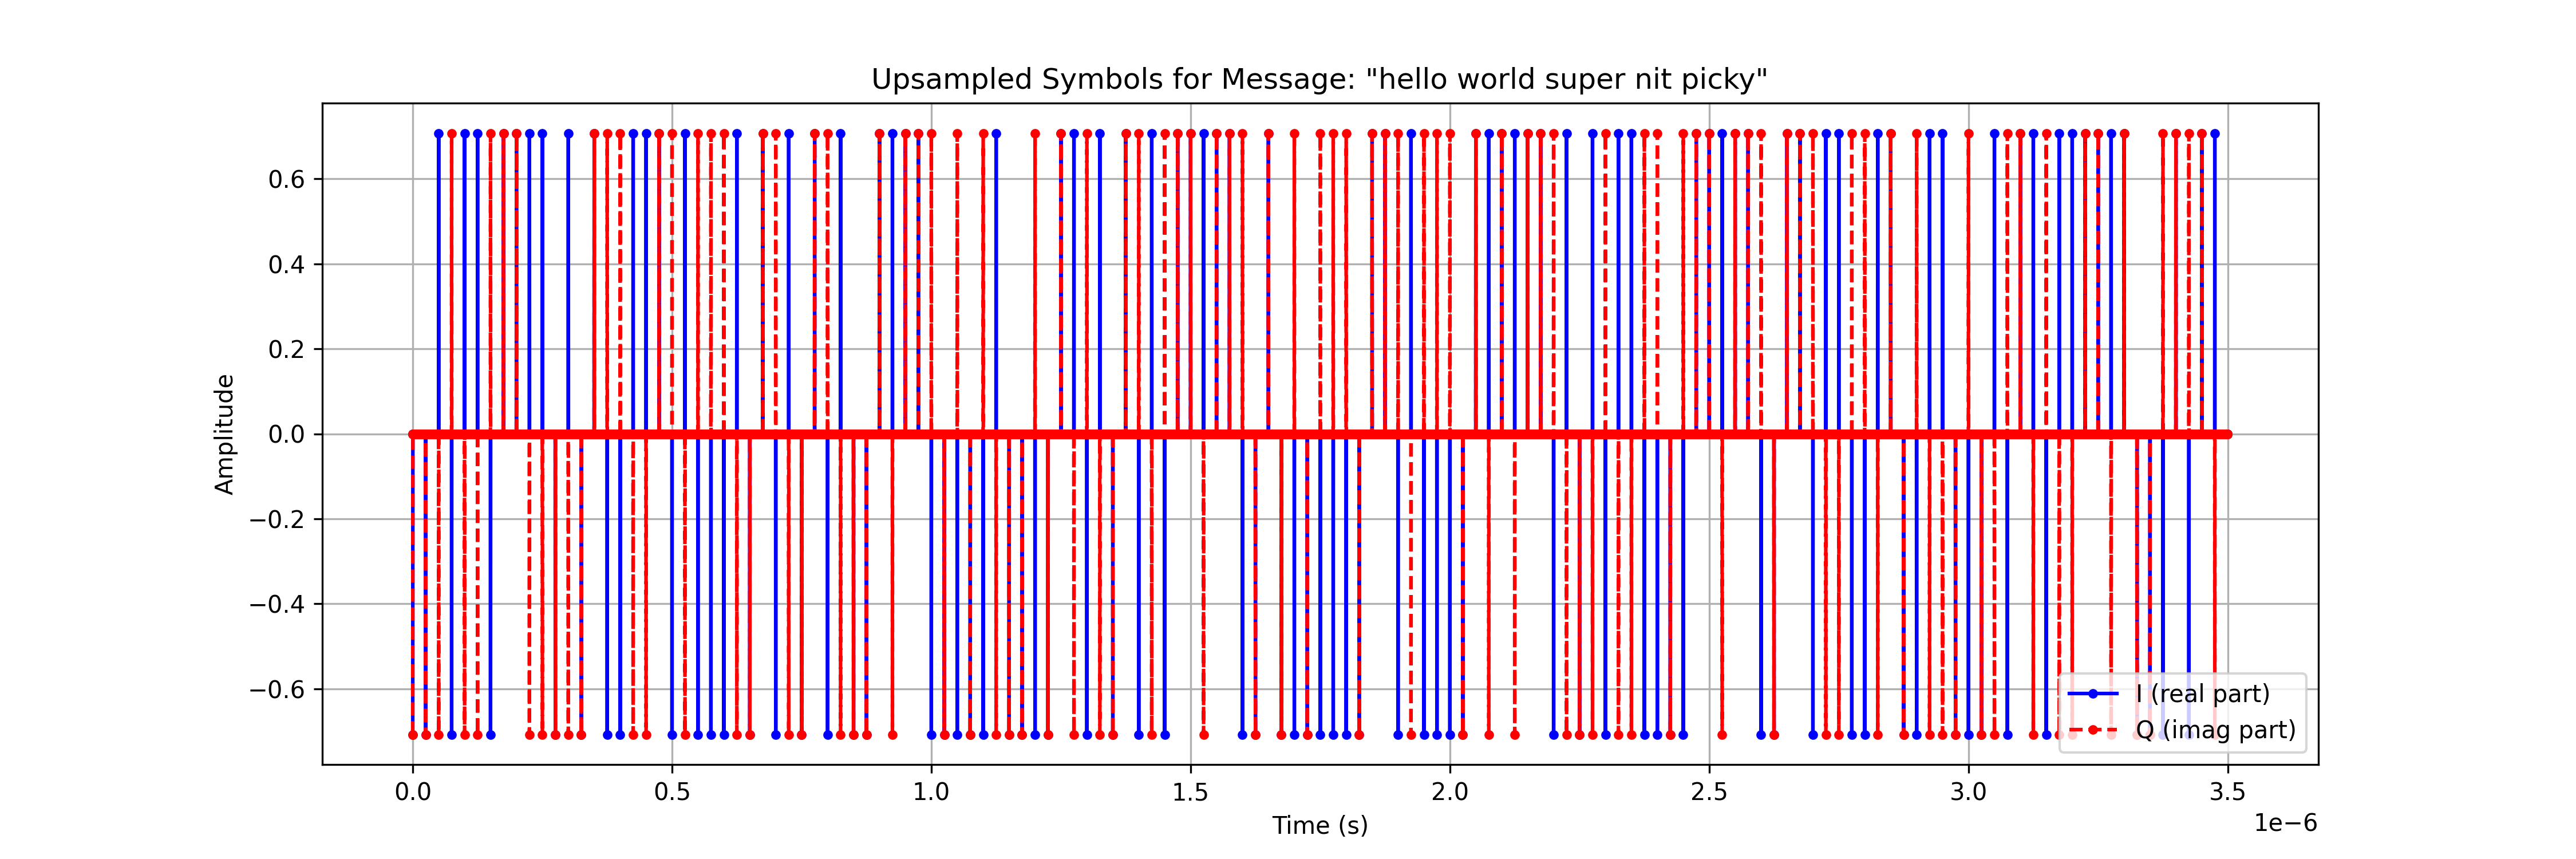 Upsampled Symbols for Message: "hello world super nit picky"
Amplitude
0.6
0.4
0.2
0.0
−0.2
−0.4
−0.6
I (real part)
Q (imag part)
0.0 0.5 1.0 1.5 2.0 2.5 3.0 3.5
Time (s)
1e−6